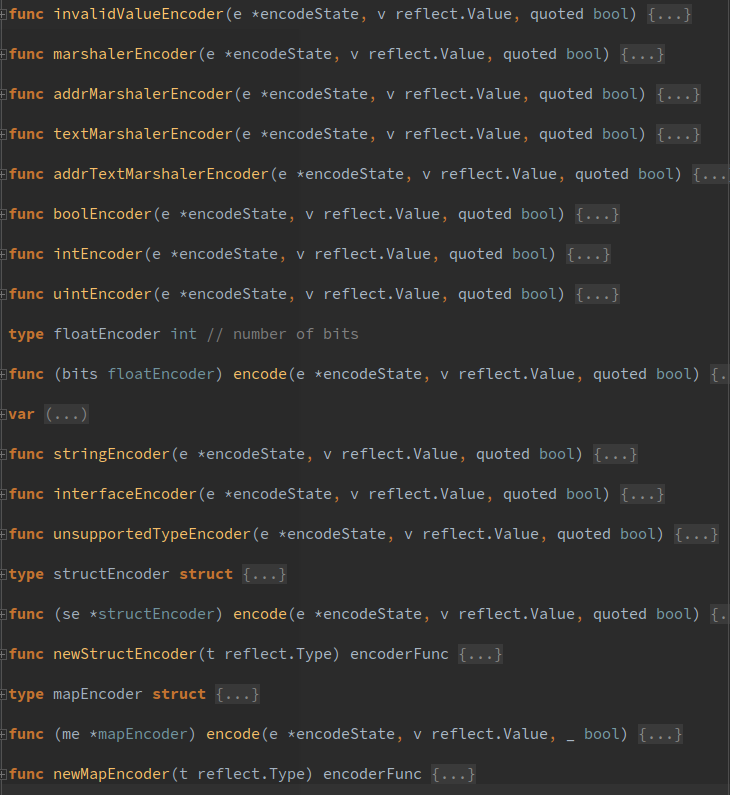 func invalidValueEncoder(e *encodeState, v reflect.Value, quoted bool) {...}
func marshalerEncoder(e *encodeState, v reflect.Value, quoted bool) {...}
func addrMarshalerEncoder(e *encodeState, v reflect.Value, quoted bool) {...}
func textMarshalerEncoder(e *encodeState, v reflect.Value, quoted bool) {...}
func addrTextMarshalerEncoder(e *encodeState, v reflect.Value, quoted bool) {...
func boolEncoder(e *encodeState, v reflect.Value, quoted bool) {...}
func intEncoder(e *encodeState, v reflect.Value, quoted bool) {...}
func uintEncoder(e *encodeState, v reflect.Value, quoted bool) {...}
type floatEncoder int // number of bits
func (bits floatEncoder) encode(e *encodeState, v reflect.Value, quoted bool) {.
var (...)
func stringEncoder(e *encodeState, v reflect.Value, quoted bool) {...}
func interfaceEncoder(e *encodeState, v reflect.Value, quoted bool) {...}
func unsupportedTypeEncoder(e *encodeState, v reflect.Value, quoted bool) {...}
type structEncoder struct {...}
func (se *structEncoder) encode(e *encodeState, v reflect.Value, quoted bool) {.
func newStructEncoder(t reflect.Type) encoderFunc {...}
type mapEncoder struct {...}
func (me *mapEncoder) encode(e *encodeState, v reflect.Value, _ bool) {...}
func newMapEncoder(t reflect.Type) encoderFunc {...}